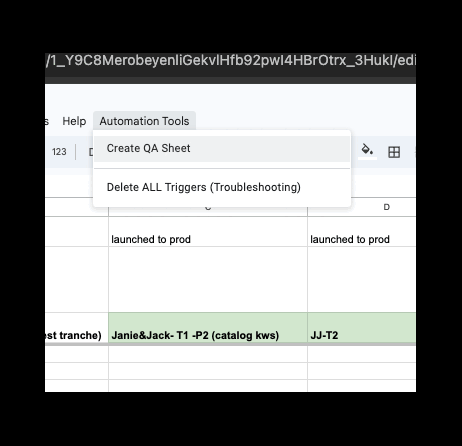 /1_Y9C8MerobeyenliGekvlHfb92pwI4HBrOtrx_3Hukl/edi
s Help Automation Tools
123
Create QA Sheet
Delete ALL Triggers (Troubleshooting)
C D
launched to prod launched to prod
est tranche) Janie&Jack- T1 -P2 (catalog kws) JJ-T2